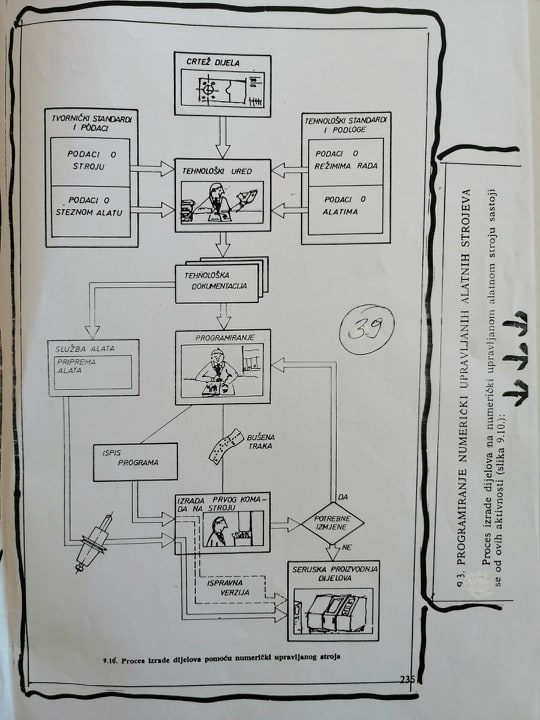 CRTEŽ DIJELA
TVORNIČKI STANDARDI
I PODACI
PODACI O
STROJU
PODACI O
STEZNOM ALATU
TEHNOLOŠKI URED
TEHNOLOŠKI STANDARDI
I PODLOGE
PODACI O
REŽIMIMA RADA
PODACI O
ALATIMA
TEHNOLOŠKA
DOKUMENTACIJA
39
SLUŽBA ALATA
PRIPREMA
ALATA
PROGRAMIRANJE
ISPIS
PROGRAMA
BUŠENA
TRAKA
IZRADA PRVOG KOMA-
DA NA STROJU
DA
POTREBNE
IZMJENE
NE
ISPRAVNA
VERZIJA
SERIJSKA PROIZVODNJA
DIJELOVA
9.10. Proces izrade dijelova pomoću numerički upravljanog stroja
235
9.3. PROGRAMIRANJE NUMERIČKI UPRAVLJANIH ALATNIH STROJEVA
Proces izrade dijelova na numerički upravljanom alatnom stroju sastoji
se od ovih aktivnosti (slika 9.10.):